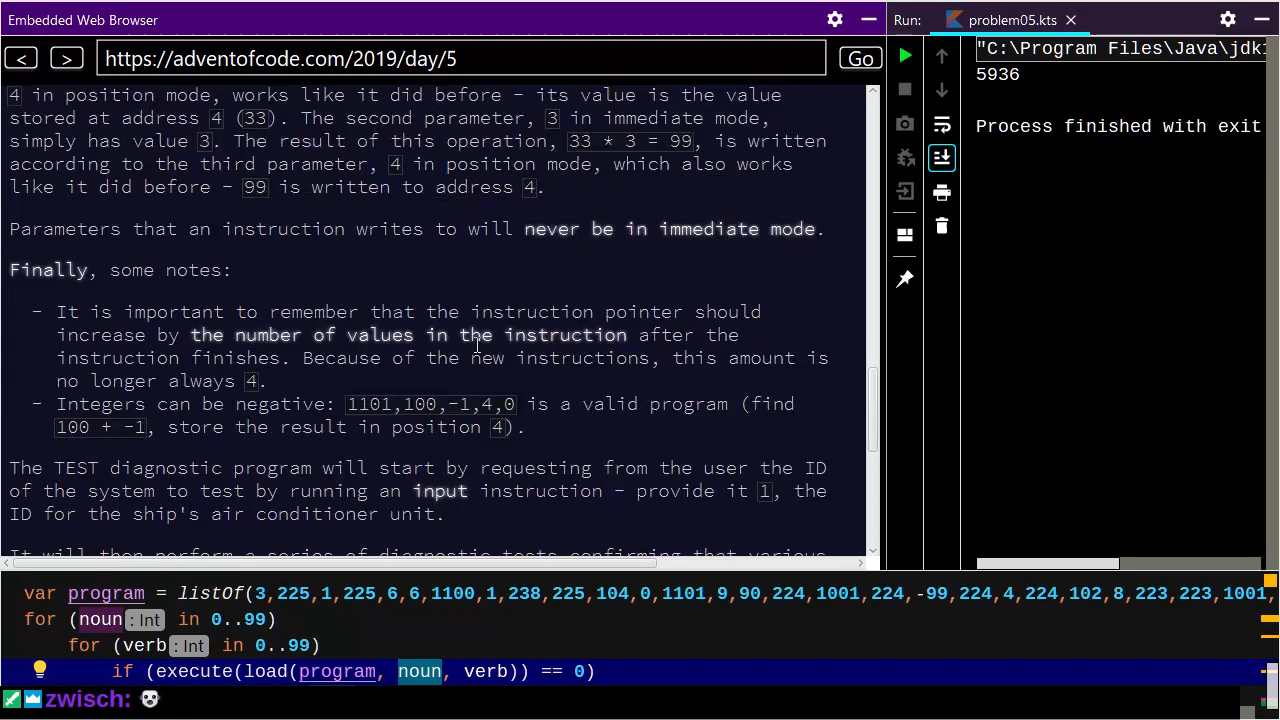 Embedded Web Browser
< > https://adventofcode.com/2019/day/5 Go
4 in position mode, works like it did before - its value is the value
stored at address 4 (33). The second parameter, 3 in immediate mode,
simply has value 3. The result of this operation, 33 * 3 = 99, is written
according to the third parameter, 4 in position mode, which also works
like it did before - 99 is written to address 4.
Parameters that an instruction writes to will never be in immediate mode.
Finally, some notes:
- It is important to remember that the instruction pointer should
increase by the number of values in the instruction after the
instruction finishes. Because of the new instructions, this amount is
no longer always 4.
- Integers can be negative: 1101,100,-1,4,0 is a valid program (find
100 + -1, store the result in position 4).
The TEST diagnostic program will start by requesting from the user the ID
of the system to test by running an input instruction - provide it 1, the
ID for the ship's air conditioner unit.
It will then perform a series of diagnostic tests confirming that various
Run: problem05.kts
"C:\Program Files\Java\jdk
5936
Process finished with exit
var program = listOf(3,225,1,225,6,6,1100,1,238,225,104,0,1101,9,90,224,1001,224,-99,224,4,224,102,8,223,223,1001,
for (noun : Int in 0..99)
for (verb : Int in 0..99)
if (execute(load(program, noun, verb)) == 0)
zwisch: